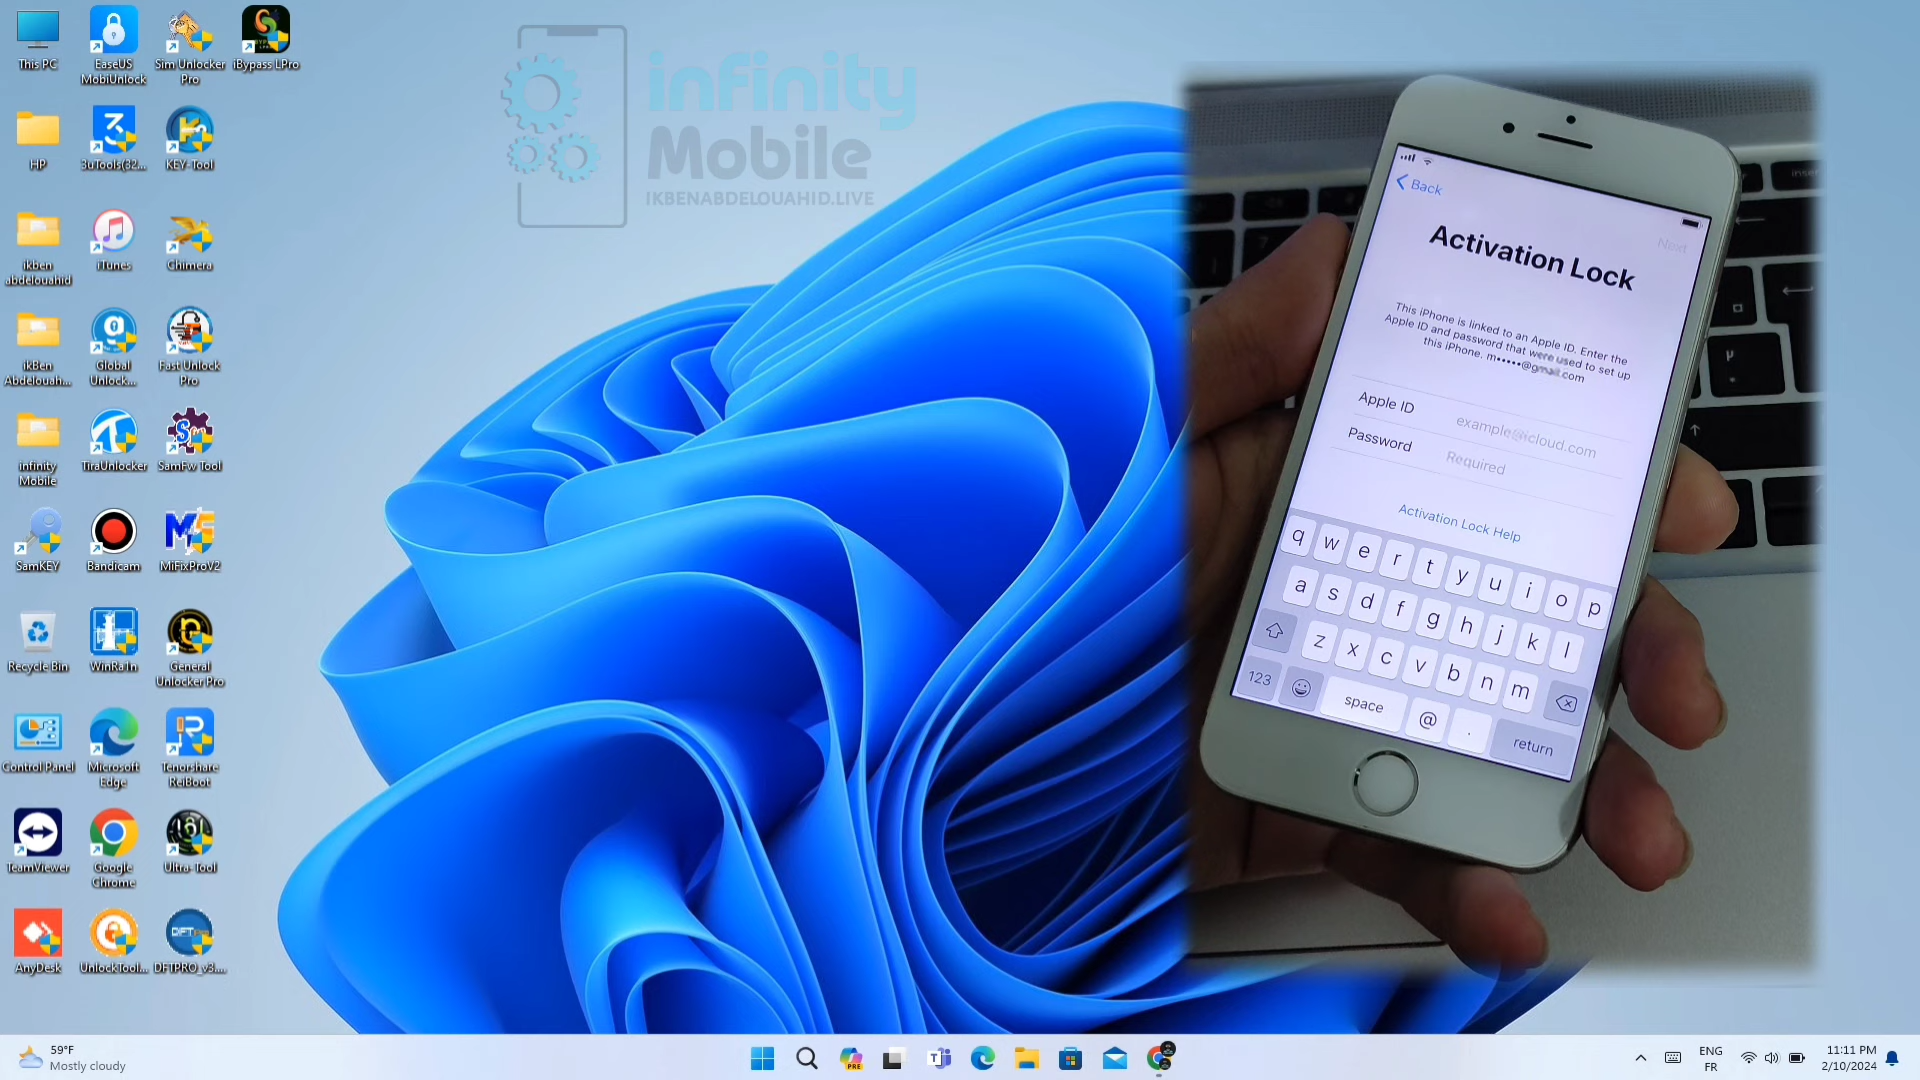 This PC
EaseUS
MobiUnlock
Sim Unlocker
Pro
iBypass LPro
HP
3uTools(32...
KEY-Tool
ikben
abdelouahid
iTunes
Chimera
ikBen
Abdelouah...
Global
Unlock...
Fast Unlock
Pro
infinity
Mobile
TiraUnlocker
SamFw Tool
SamKEY
Bandicam
MiFixProV2
Recycle Bin
WinRa1n
General
Unlocker Pro
Control Panel
Microsoft
Edge
Tenorshare
ReiBoot
TeamViewer
Google
Chrome
Ultra-Tool
AnyDesk
UnlockTool...
DFTPRO_v3....
infinity
Mobile
IKBENABDELOUAHID.LIVE
Back
Next
Activation Lock
This iPhone is linked to an Apple ID. Enter the
Apple ID and password that were used to set up
this iPhone. m•••••@gmail.com
Apple ID example@icloud.com
Password Required
Activation Lock Help
q w e r t y u i o p
a s d f g h j k l
z x c v b n m
123 space @ . return
59°F
Mostly cloudy
PRE
ENG
FR
11:11 PM
2/10/2024